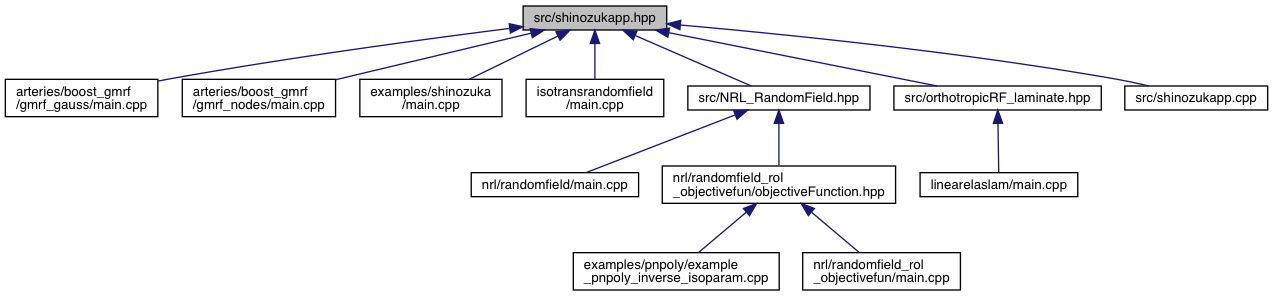 src/shinozukapp.hpp
arteries/boost_gmrf
/gmrf_gauss/main.cpp
arteries/boost_gmrf
/gmrf_nodes/main.cpp
examples/shinozuka
/main.cpp
isotransrandomfield
/main.cpp
src/NRL_RandomField.hpp
src/orthotropicRF_laminate.hpp
src/shinozukapp.cpp
nrl/randomfield/main.cpp
nrl/randomfield_rol
_objectivefun/objectiveFunction.hpp
linearelaslam/main.cpp
examples/pnpoly/example
_pnpoly_inverse_isoparam.cpp
nrl/randomfield_rol
_objectivefun/main.cpp